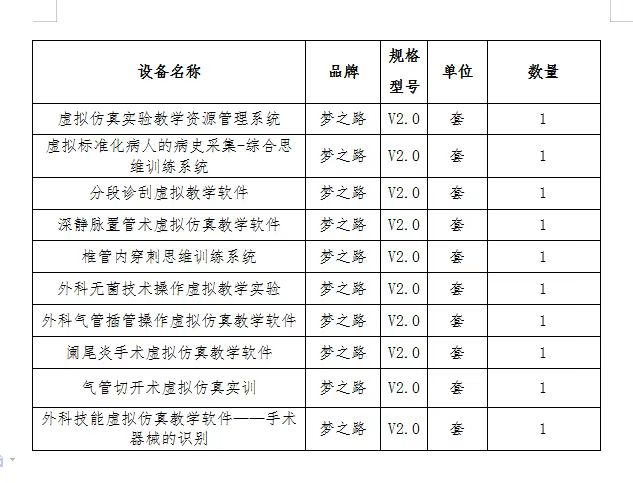 设备名称 品牌 规格型号 单位 数量
虚拟仿真实验教学资源管理系统 梦之路 V2.0 套 1
虚拟标准化病人的病史采集-综合思
维训练系统 梦之路 V2.0 套 1
分段诊刮虚拟教学软件 梦之路 V2.0 套 1
深静脉置管术虚拟仿真教学软件 梦之路 V2.0 套 1
椎管内穿刺思维训练系统 梦之路 V2.0 套 1
外科无菌技术操作虚拟教学实验 梦之路 V2.0 套 1
外科气管插管操作虚拟仿真教学软件 梦之路 V2.0 套 1
阑尾炎手术虚拟仿真教学软件 梦之路 V2.0 套 1
气管切开术虚拟仿真实训 梦之路 V2.0 套 1
外科技能虚拟仿真教学软件——手术
器械的识别 梦之路 V2.0 套 1